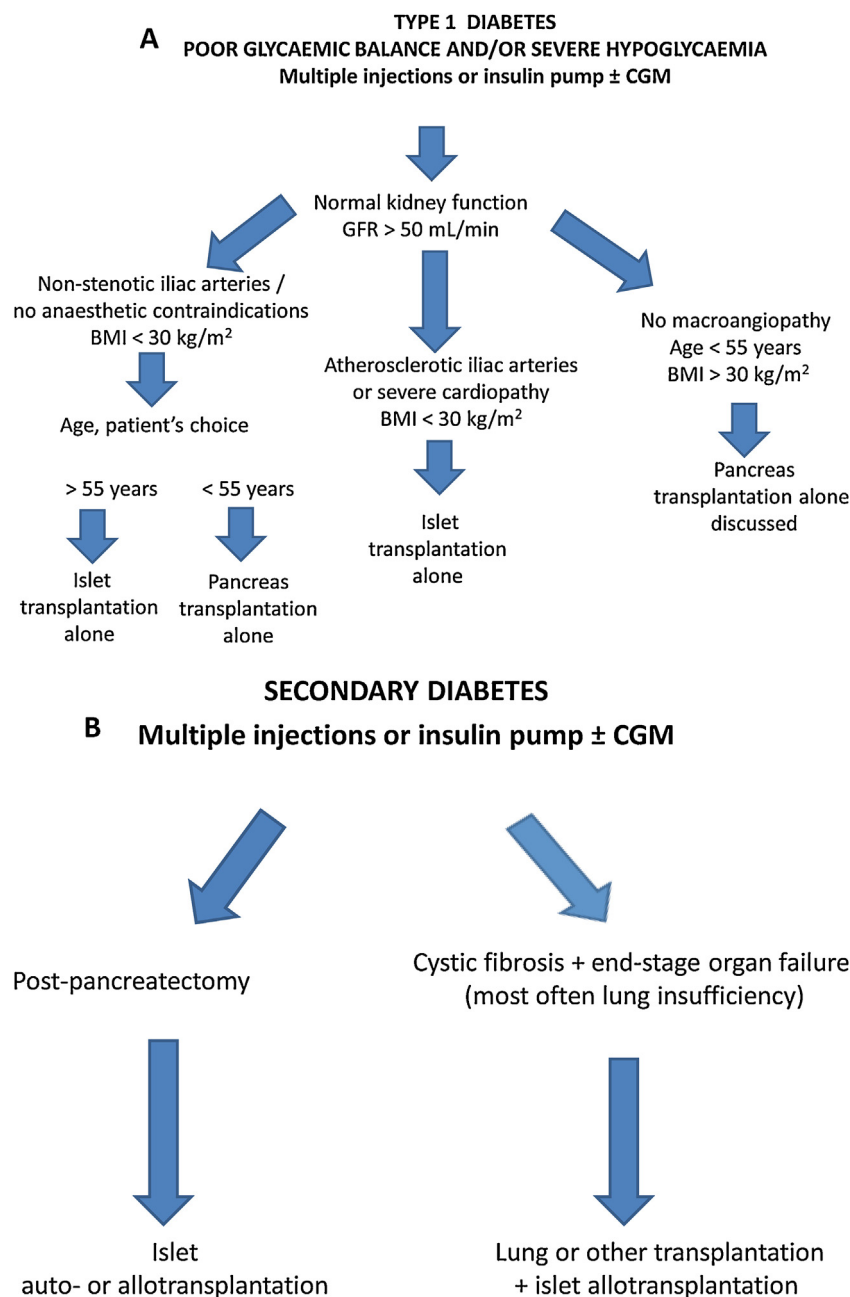 A
TYPE 1 DIABETES
POOR GLYCAEMIC BALANCE AND/OR SEVERE HYPOGLYCAEMIA
Multiple injections or insulin pump ± CGM
Normal kidney function
GFR > 50 mL/min
Non-stenotic iliac arteries /
no anaesthetic contraindications
BMI < 30 kg/m²
Age, patient’s choice
> 55 years
< 55 years
Islet
transplantation
alone
Pancreas
transplantation
alone
Atherosclerotic iliac arteries
or severe cardiopathy
BMI < 30 kg/m²
Islet
transplantation
alone
No macroangiopathy
Age < 55 years
BMI > 30 kg/m²
Pancreas
transplantation alone
discussed
B
SECONDARY DIABETES
Multiple injections or insulin pump ± CGM
Post-pancreatectomy
Islet
auto- or allotransplantation
Cystic fibrosis + end-stage organ failure
(most often lung insufficiency)
Lung or other transplantation
+ islet allotransplantation